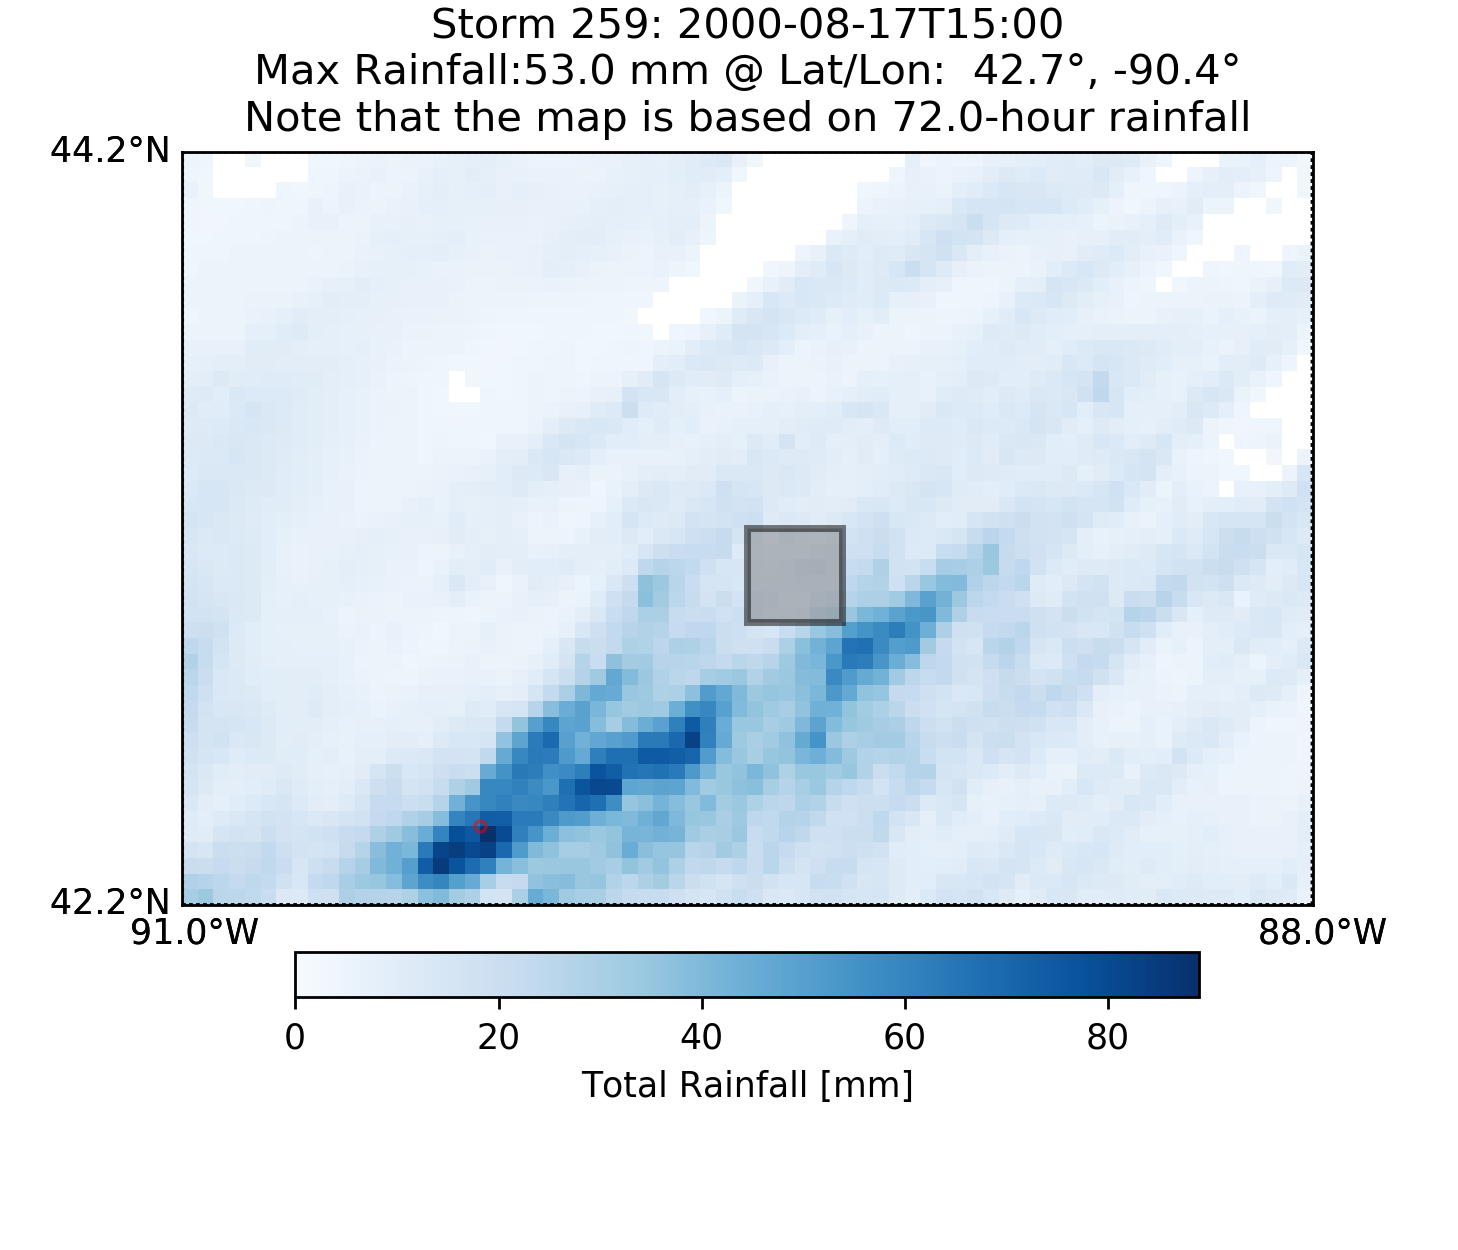 Storm 259: 2000-08-17T15:00
Max Rainfall:53.0 mm @ Lat/Lon:  42.7°, -90.4°
Note that the map is based on 72.0-hour rainfall
44.2°N
42.2°N
91.0°W 88.0°W
0 20 40 60 80
Total Rainfall [mm]